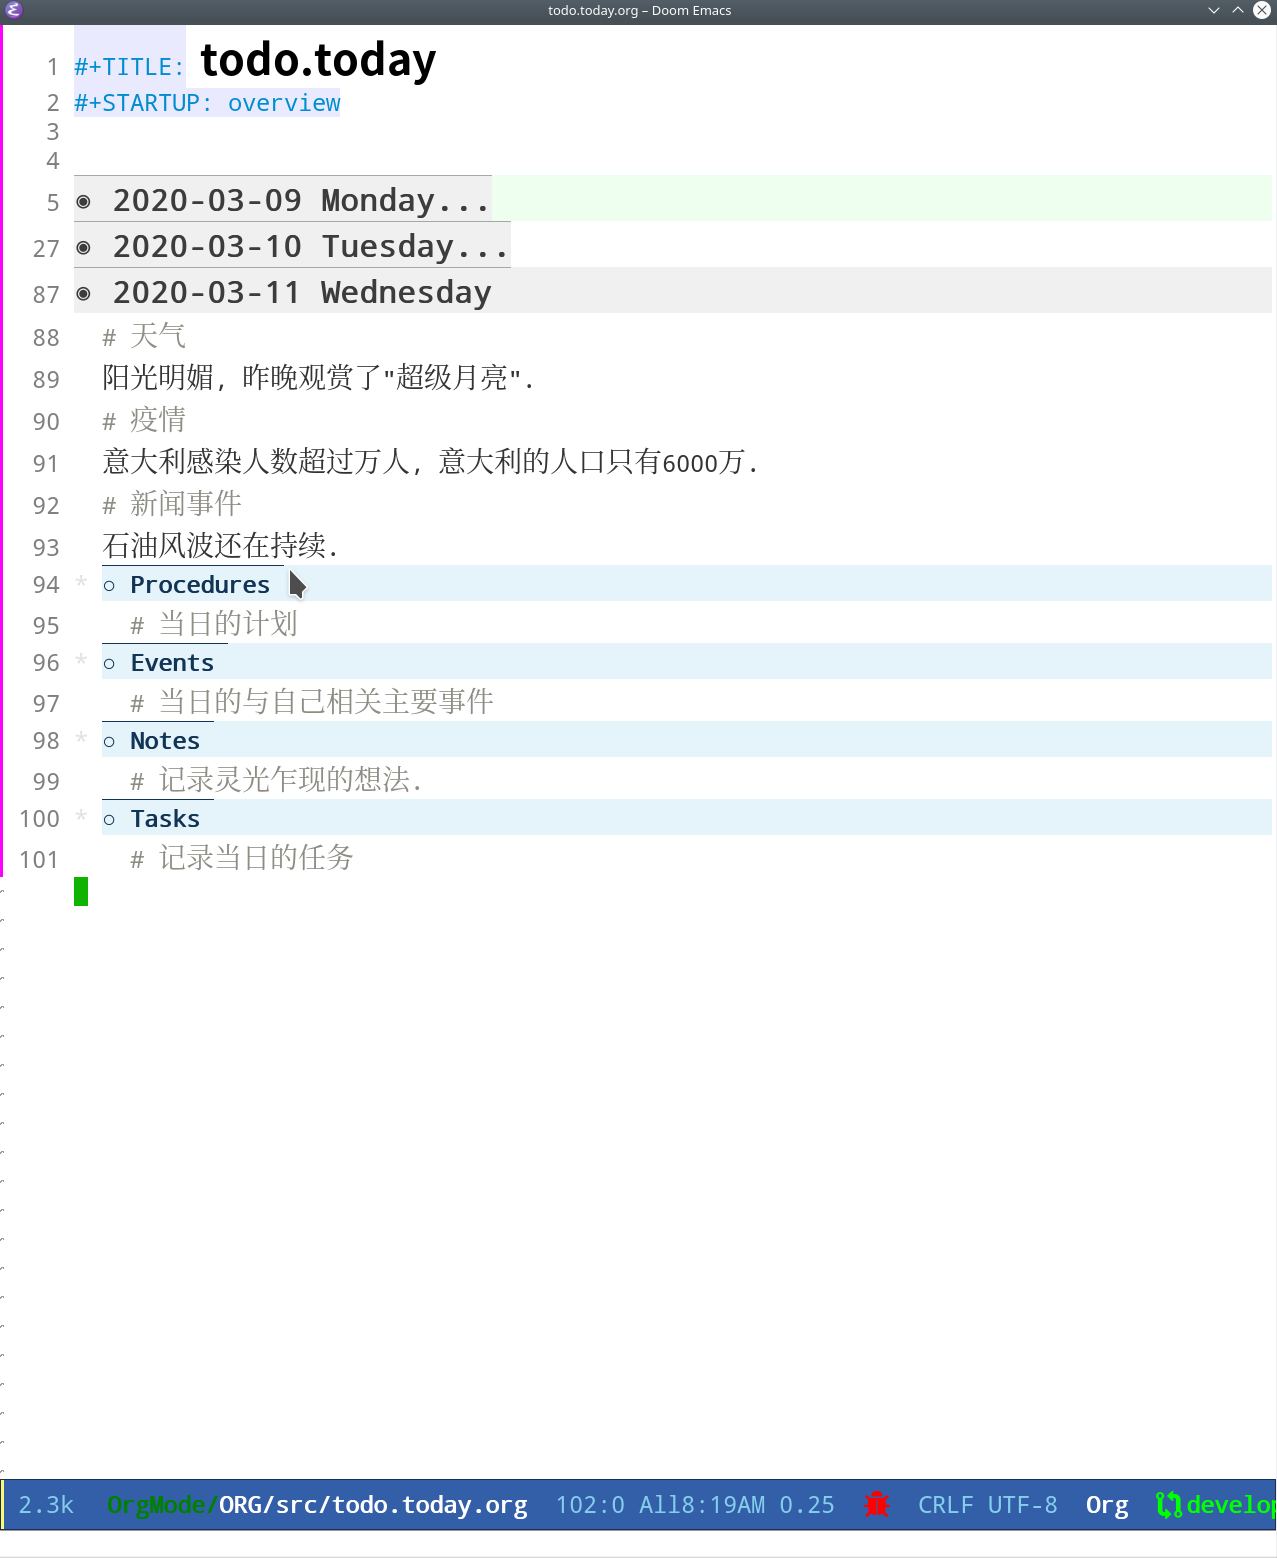 todo.today.org – Doom Emacs
1 #+TITLE: todo.today
2 #+STARTUP: overview
3
4
5 ◉ 2020-03-09 Monday...
27 ◉ 2020-03-10 Tuesday...
87 ◉ 2020-03-11 Wednesday
88 # 天气
89 阳光明媚, 昨晚观赏了"超级月亮".
90 # 疫情
91 意大利感染人数超过万人, 意大利的人口只有6000万.
92 # 新闻事件
93 石油风波还在持续.
94 * ○ Procedures
95 # 当日的计划
96 * ○ Events
97 # 当日的与自己相关主要事件
98 * ○ Notes
99 # 记录灵光乍现的想法.
100 * ○ Tasks
101 # 记录当日的任务
2.3k OrgMode/ORG/src/todo.today.org 102:0 All8:19AM 0.25 CRLF UTF-8 Org develop